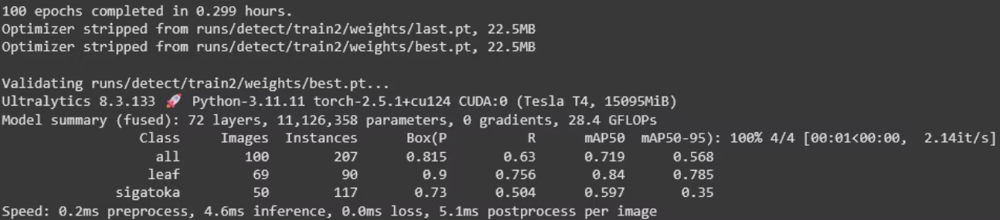 100 epochs completed in 0.299 hours.
Optimizer stripped from runs/detect/train2/weights/last.pt, 22.5MB
Optimizer stripped from runs/detect/train2/weights/best.pt, 22.5MB
Validating runs/detect/train2/weights/best.pt...
Ultralytics 8.3.133 🚀 Python-3.11.11 torch-2.5.1+cu124 CUDA:0 (Tesla T4, 15095MiB)
Model summary (fused): 72 layers, 11,126,358 parameters, 0 gradients, 28.4 GFLOPs
Class Images Instances Box(P R mAP50 mAP50-95): 100% 4/4 [00:01<00:00, 2.14it/s]
all 100 207 0.815 0.63 0.719 0.568
leaf 69 90 0.9 0.756 0.84 0.785
sigatoka 50 117 0.73 0.504 0.597 0.35
Speed: 0.2ms preprocess, 4.6ms inference, 0.0ms loss, 5.1ms postprocess per image